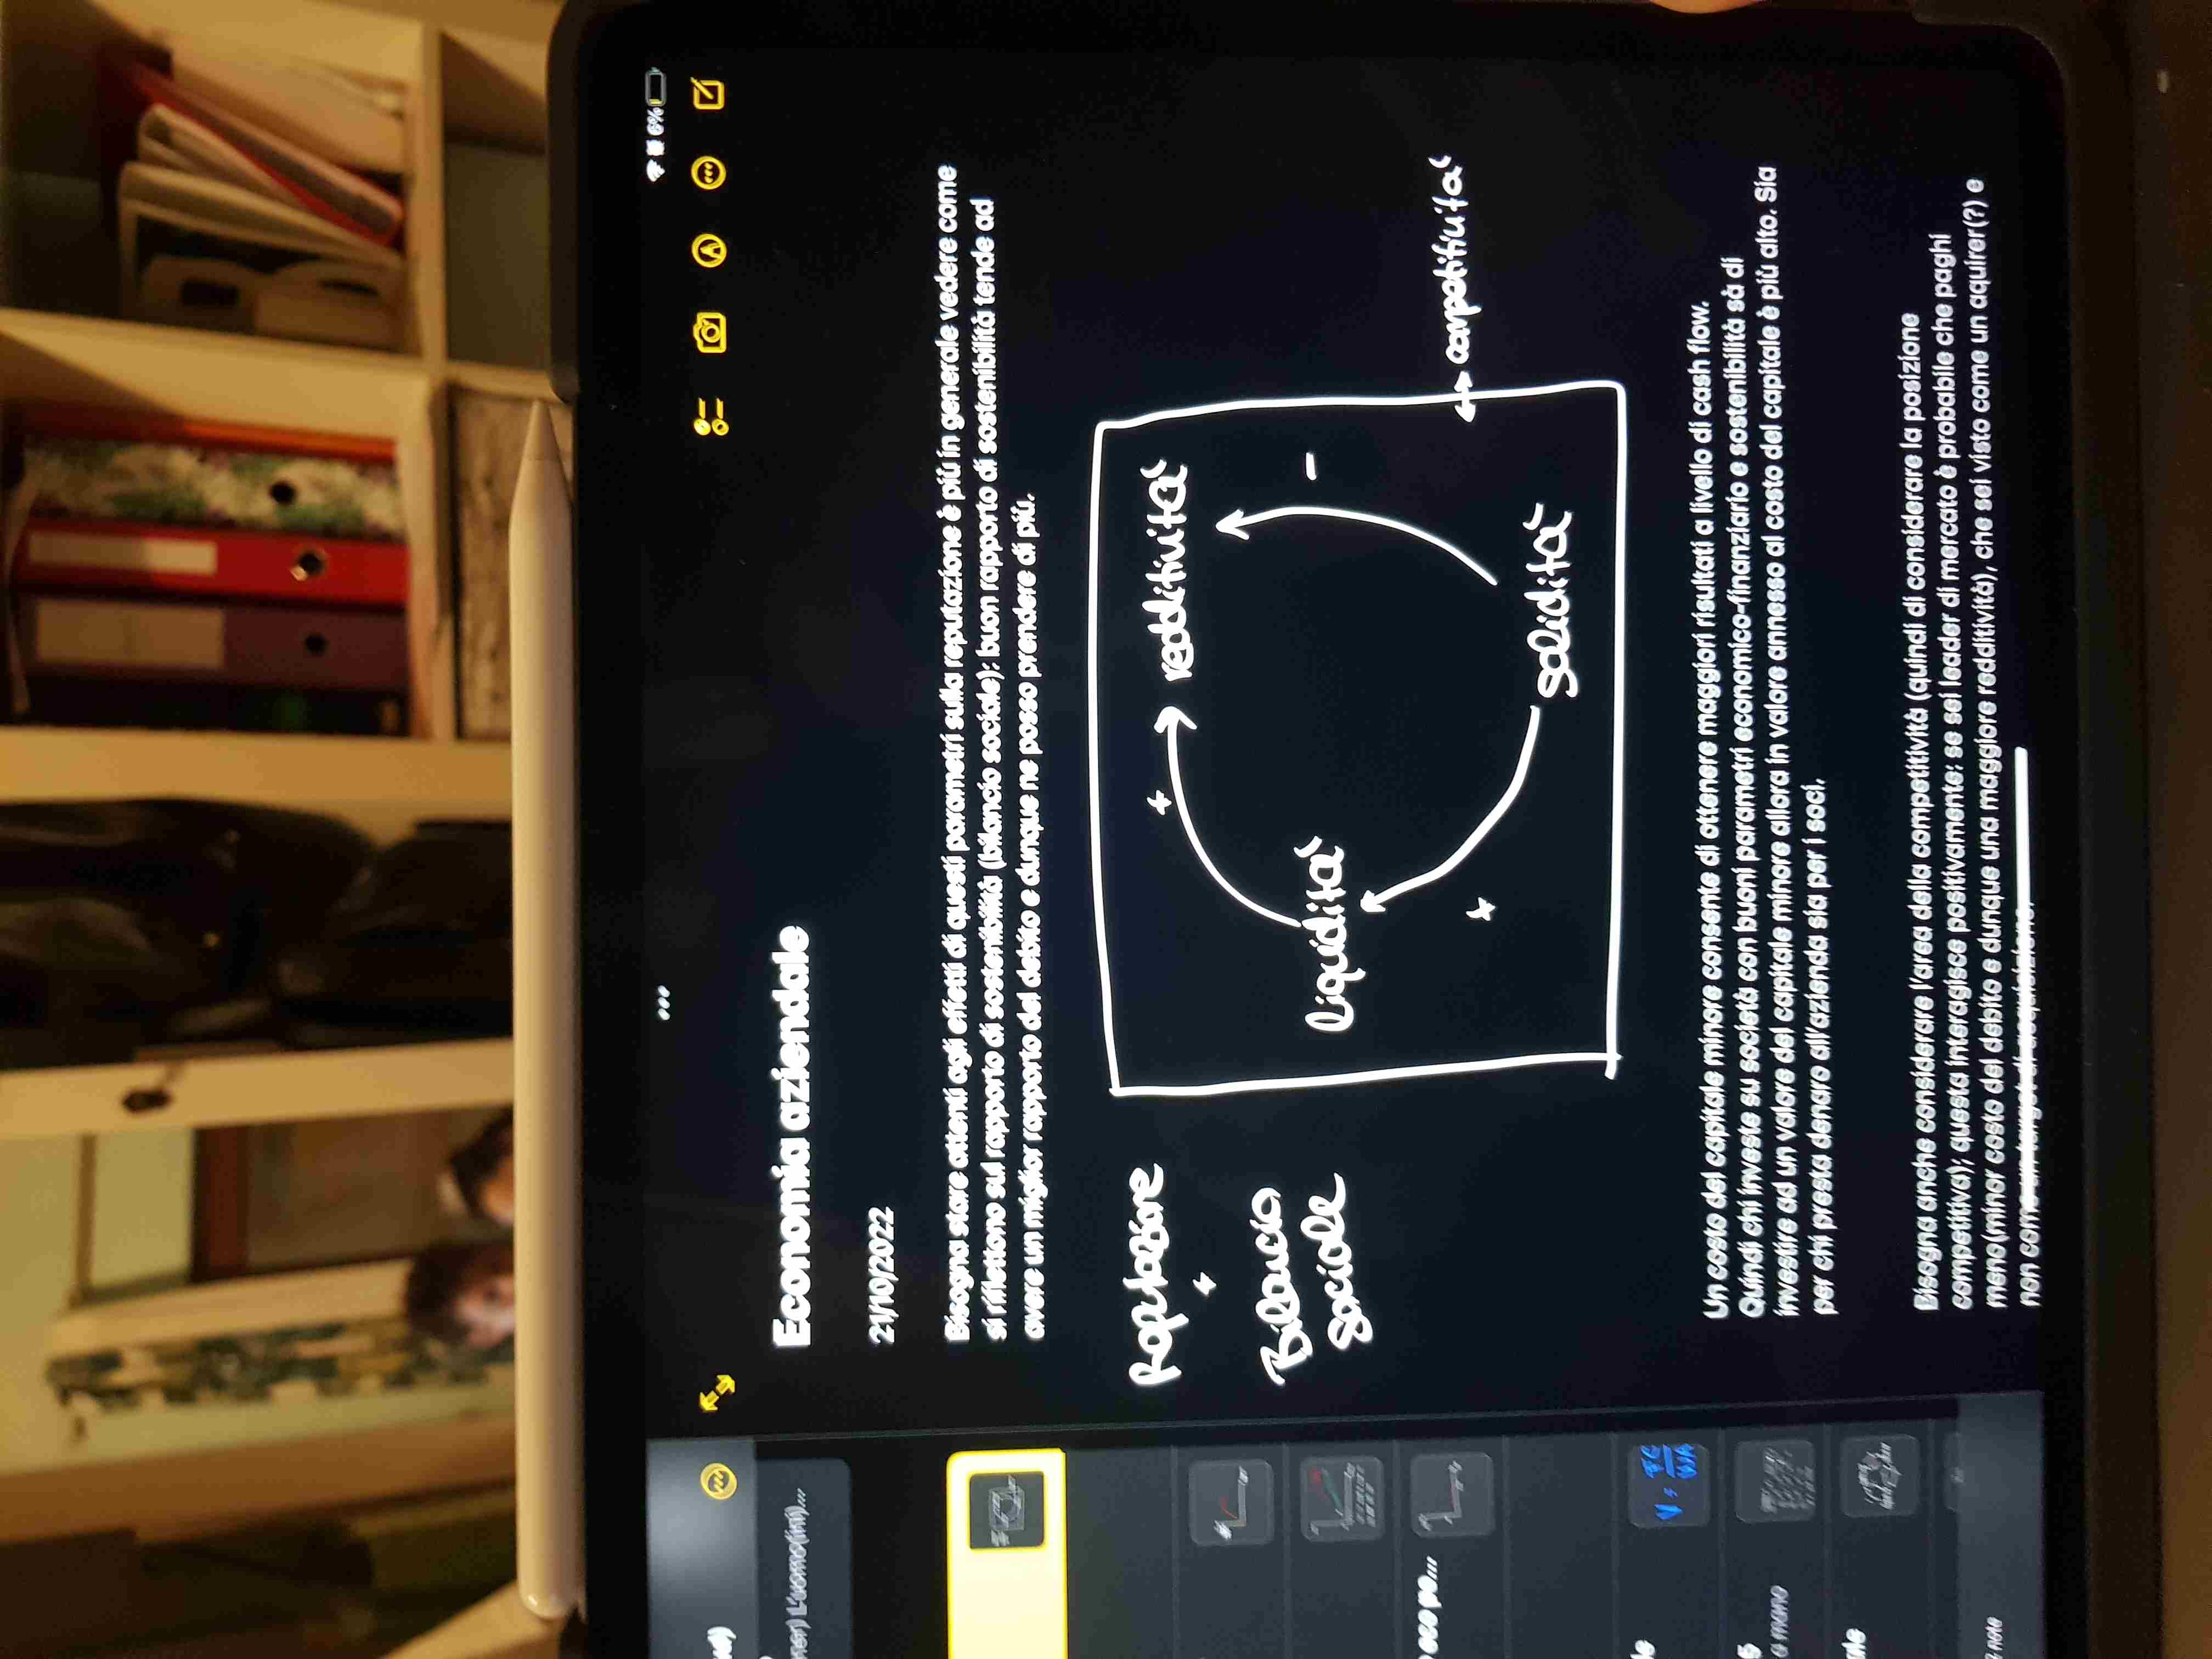 6%
Economia aziendale
21/10/2022
Bisogna stare attenti agli effetti di questi parametri sulla reputazione e più in generale vedere come
si riflettono sul rapporto di sostenibilità (bilancio sociale): buon rapporto di sostenibilità tende ad
avere un miglior rapporto del debito e dunque ne posso prendere di più.
Reputazione
+
Bilancio
Sociale
redditività
+
-
liquidità
+
solidità
competitività
Un costo del capitale minore consente di ottenere maggiori risultati a livello di cash flow.
Quindi chi investe su società con buoni parametri economico-finanziario e sostenibilità sà di
investire ad un valore del capitale minore allora in valore annesso al costo del capitale è più alto. Sia
per chi presta denaro all'azienda sia per i soci.
Bisogna anche considerare l'area della competitività (quindi di considerare la posizione
competitiva); questa interagisce positivamente: se sei leader di mercato è probabile che paghi
meno(minor costo del debito e dunque una maggiore redditività), che sei visto come un aquirer(?) e
non come
L'uomo(ini)...